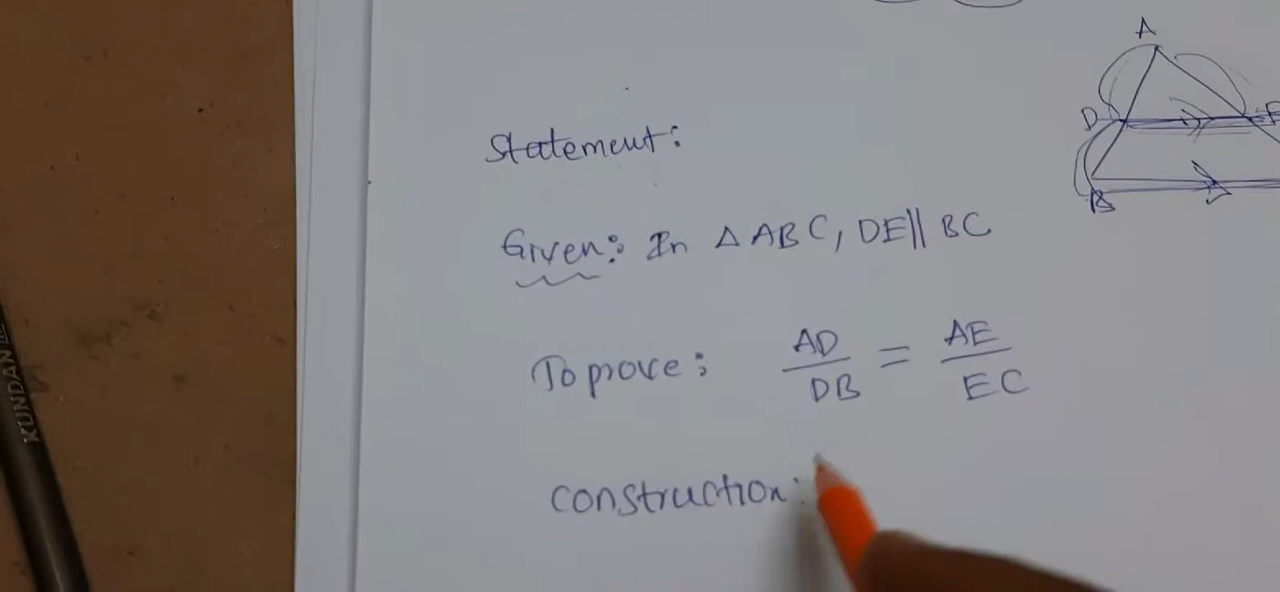 A
D
E
B
Statement:
Given: In △ABC, DE || BC
To prove: AD/DB = AE/EC
Construction:
KUNDAN